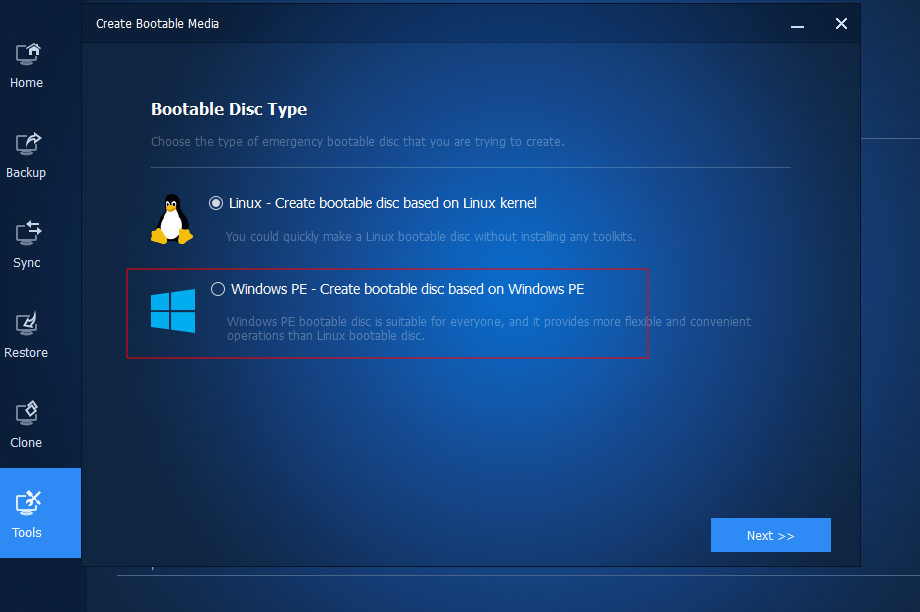 Create Bootable Media
Home
Backup
Sync
Restore
Clone
Tools
Bootable Disc Type
Choose the type of emergency bootable disc that you are trying to create.
Linux - Create bootable disc based on Linux kernel
You could quickly make a Linux bootable disc without installing any toolkits.
Windows PE - Create bootable disc based on Windows PE
Windows PE bootable disc is suitable for everyone, and it provides more flexible and convenient
operations than Linux bootable disc.
Next >>